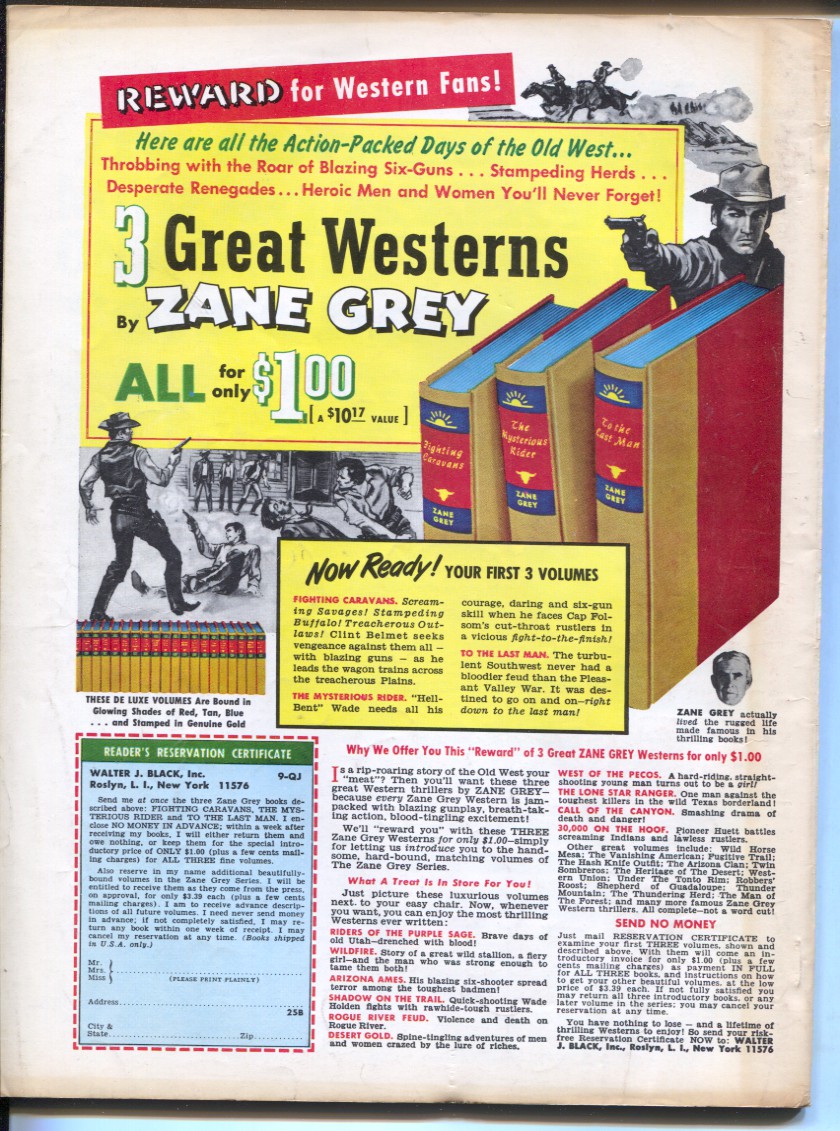 REWARD for Western Fans!
Here are all the Action-Packed Days of the Old West...
Throbbing with the Roar of Blazing Six-Guns . . . Stampeding Herds . . .
Desperate Renegades... Heroic Men and Women You'll Never Forget!
3 Great Westerns
By ZANE GREY
ALL for only $1.00
[A $10.17 VALUE]
Fighting
Caravans
ZANE
GREY
The
Mysterious
Rider
ZANE
GREY
To the
Last Man
ZANE
GREY
Now Ready! YOUR FIRST 3 VOLUMES
FIGHTING CARAVANS. Scream-
ing Savages! Stampeding
Buffalo! Treacherous Out-
laws! Clint Belmet seeks
vengeance against them all –
with blazing guns – as he
leads the wagon trains across
the treacherous Plains.
THE MYSTERIOUS RIDER. "Hell-
Bent" Wade needs all his
courage, daring and six-gun
skill when he faces Cap Fol-
som's cut-throat rustlers in
a vicious fight-to-the-finish!
TO THE LAST MAN. The turbu-
lent Southwest never had a
bloodier feud than the Pleas-
ant Valley War. It was des-
tined to go on and on—right
down to the last man!
THESE DE LUXE VOLUMES Are Bound in
Glowing Shades of Red, Tan, Blue
. . . and Stamped in Genuine Gold
ZANE GREY actually
lived the rugged life
made famous in his
thrilling books!
READER'S RESERVATION CERTIFICATE
WALTER J. BLACK, Inc. 9-QJ
Roslyn, L. I., New York 11576
Send me at once the three Zane Grey books de-
scribed above: FIGHTING CARAVANS, THE MYS-
TERIOUS RIDER and TO THE LAST MAN. I en-
close NO MONEY IN ADVANCE; within a week after
receiving my books, I will either return them and
owe nothing, or keep them for the special intro-
ductory price of ONLY $1.00 (plus a few cents mail-
ing charges) for ALL THREE fine volumes.
Also reserve in my name additional beautifully-
bound volumes in the Zane Grey Series. I will be
entitled to receive them as they come from the press,
on approval, for only $3.39 each (plus a few cents
mailing charges). I am to receive advance descrip-
tions of all future volumes. I need never send money
in advance; if not completely satisfied, I may re-
turn any book within one week of receipt. I may
cancel my reservation at any time. (Books shipped
in U.S.A. only.)
Mr.
Mrs.
Miss
(PLEASE PRINT PLAINLY)
Address
25B
City &
State Zip
Why We Offer You This "Reward" of 3 Great ZANE GREY Westerns for only $1.00
Is a rip-roaring story of the Old West your
"meat"? Then you'll want these three
great Western thrillers by ZANE GREY—
because every Zane Grey Western is jam-
packed with blazing gunplay, breath-tak-
ing action, blood-tingling excitement!
We'll "reward you" with these THREE
Zane Grey Westerns for only $1.00—simply
for letting us introduce you to the hand-
some, hard-bound, matching volumes of
The Zane Grey Series.
What A Treat Is In Store For You!
Just picture these luxurious volumes
next to your easy chair. Now, whenever
you want, you can enjoy the most thrilling
Westerns ever written:
RIDERS OF THE PURPLE SAGE. Brave days of
old Utah—drenched with blood!
WILDFIRE. Story of a great wild stallion, a fiery
girl—and the man who was strong enough to
tame them both!
ARIZONA AMES. His blazing six-shooter spread
terror among the toughest badmen!
SHADOW ON THE TRAIL. Quick-shooting Wade
Holden fights with rawhide-tough rustlers.
ROGUE RIVER FEUD. Violence and death on
Rogue River.
DESERT GOLD. Spine-tingling adventures of men
and women crazed by the lure of riches.
WEST OF THE PECOS. A hard-riding, straight-
shooting young man turns out to be a girl!
THE LONE STAR RANGER. One man against the
toughest killers in the wild Texas borderland!
CALL OF THE CANYON. Smashing drama of
death and danger!
30,000 ON THE HOOF. Pioneer Huett battles
screaming Indians and lawless rustlers.
Other great volumes include: Wild Horse
Mesa; The Vanishing American; Fugitive Trail;
The Hash Knife Outfit; The Arizona Clan; Twin
Sombreros; The Heritage of The Desert; West-
ern Union; Under The Tonto Rim; Robbers'
Roost; Shepherd of Guadaloupe; Thunder
Mountain; The Thundering Herd; The Man of
The Forest; and many more famous Zane Grey
Western thrillers. All complete—not a word cut!
SEND NO MONEY
Just mail RESERVATION CERTIFICATE to
examine your first THREE volumes, shown and
described above. With them will come an in-
troductory invoice for only $1.00 (plus a few
cents mailing charges) as payment IN FULL
for ALL THREE books, and instructions on how
to get your other beautiful volumes, at the low
price of $3.39 each. If not fully satisfied you
may return all three introductory books, or any
later volume in the series; you may cancel your
reservation at any time.
You have nothing to lose — and a lifetime of
thrilling Westerns to enjoy! So send your risk-
free Reservation Certificate NOW to: WALTER
J. BLACK, Inc., Roslyn, L. I., New York 11576